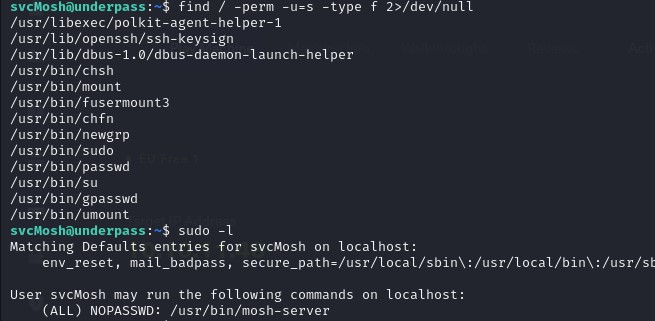 svcMosh@underpass:~$ find / -perm -u=s -type f 2>/dev/null
/usr/libexec/polkit-agent-helper-1
/usr/lib/openssh/ssh-keysign
/usr/lib/dbus-1.0/dbus-daemon-launch-helper
/usr/bin/chsh
/usr/bin/mount
/usr/bin/fusermount3
/usr/bin/chfn
/usr/bin/newgrp
/usr/bin/sudo
/usr/bin/passwd
/usr/bin/su
/usr/bin/gpasswd
/usr/bin/umount
svcMosh@underpass:~$ sudo -l
Matching Defaults entries for svcMosh on localhost:
env_reset, mail_badpass, secure_path=/usr/local/sbin\:/usr/local/bin\:/usr/sb
User svcMosh may run the following commands on localhost:
(ALL) NOPASSWD: /usr/bin/mosh-server